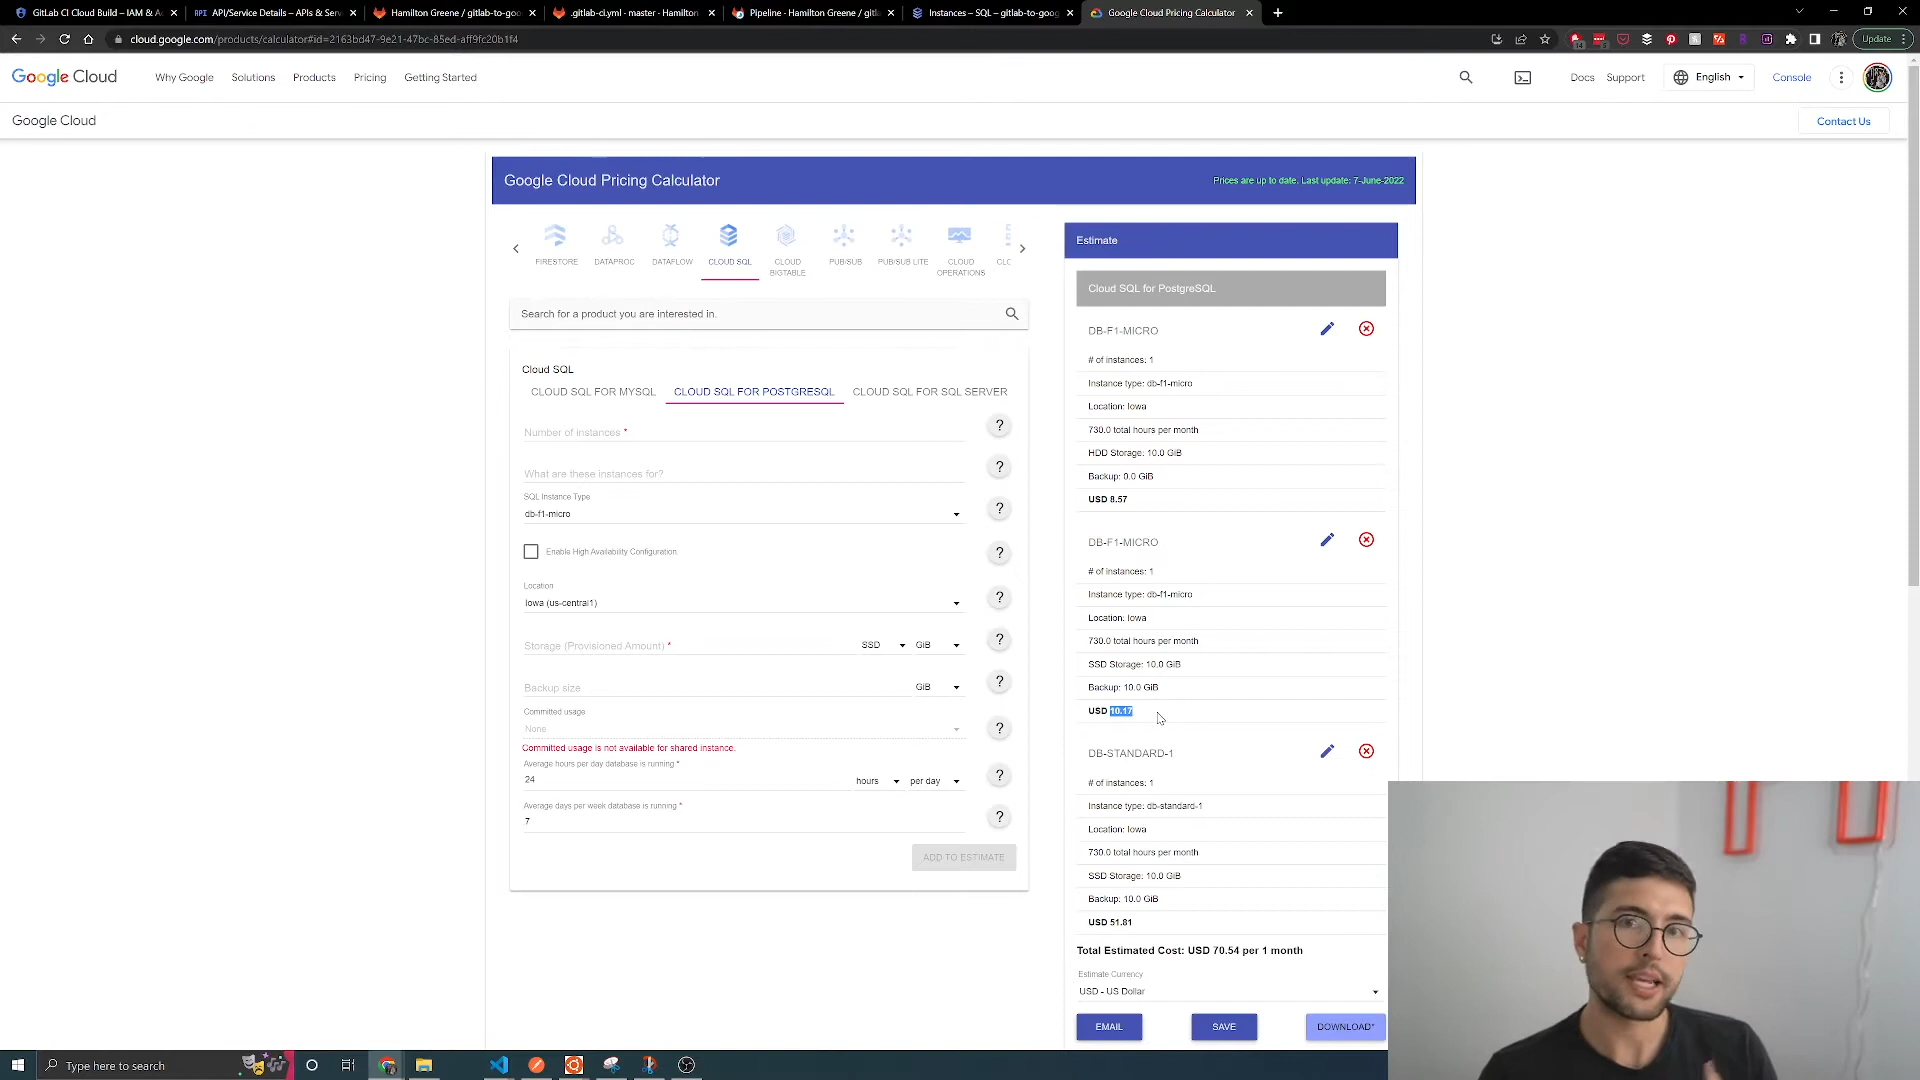 GitLab CI Cloud Build – IAM & A
API/Service Details – APIs & Serv
Hamilton Greene / gitlab-to-goo
.gitlab-ci.yml · master · Hamilton
Pipeline · Hamilton Greene / gitl
Instances – SQL – gitlab-to-goog
Google Cloud Pricing Calculator
cloud.google.com/products/calculator#id=2163bd47-9e21-47bc-85ed-aff9fc20b1f4
Update
Google Cloud
Why Google
Solutions
Products
Pricing
Getting Started
Docs
Support
English
Console
Google Cloud
Contact Us
Google Cloud Pricing Calculator
Prices are up to date. Last update: 7-June-2022
FIRESTORE
DATAPROC
DATAFLOW
CLOUD SQL
CLOUD
BIGTABLE
PUB/SUB
PUB/SUB LITE
CLOUD
OPERATIONS
CLC
Search for a product you are interested in.
Cloud SQL
CLOUD SQL FOR MYSQL
CLOUD SQL FOR POSTGRESQL
CLOUD SQL FOR SQL SERVER
Number of instances *
?
What are these instances for?
?
SQL Instance Type
db-f1-micro
?
Enable High Availability Configuration.
?
Location
Iowa (us-central1)
?
Storage (Provisioned Amount) *
SSD
GiB
?
Backup size
GiB
?
Committed usage
None
?
Committed usage is not available for shared instance.
Average hours per day database is running *
24
hours
per day
?
Average days per week database is running *
7
?
ADD TO ESTIMATE
Estimate
Cloud SQL for PostgreSQL
DB-F1-MICRO
# of instances: 1
Instance type: db-f1-micro
Location: Iowa
730.0 total hours per month
HDD Storage: 10.0 GiB
Backup: 0.0 GiB
USD 8.57
DB-F1-MICRO
# of instances: 1
Instance type: db-f1-micro
Location: Iowa
730.0 total hours per month
SSD Storage: 10.0 GiB
Backup: 10.0 GiB
USD 10.17
DB-STANDARD-1
# of instances: 1
Instance type: db-standard-1
Location: Iowa
730.0 total hours per month
SSD Storage: 10.0 GiB
Backup: 10.0 GiB
USD 51.81
Total Estimated Cost: USD 70.54 per 1 month
Estimate Currency
USD - US Dollar
EMAIL
SAVE
DOWNLOAD*
Type here to search